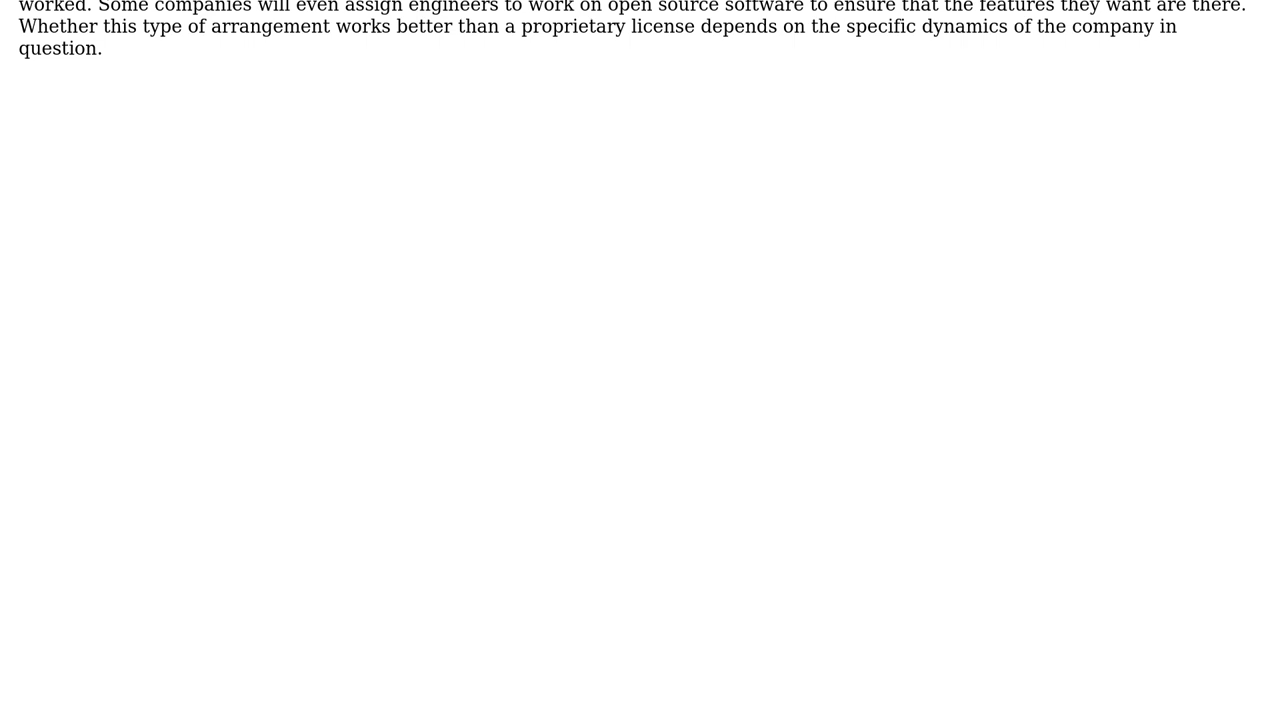 worked. Some companies will even assign engineers to work on open source software to ensure that the features they want are there.
Whether this type of arrangement works better than a proprietary license depends on the specific dynamics of the company in
question.